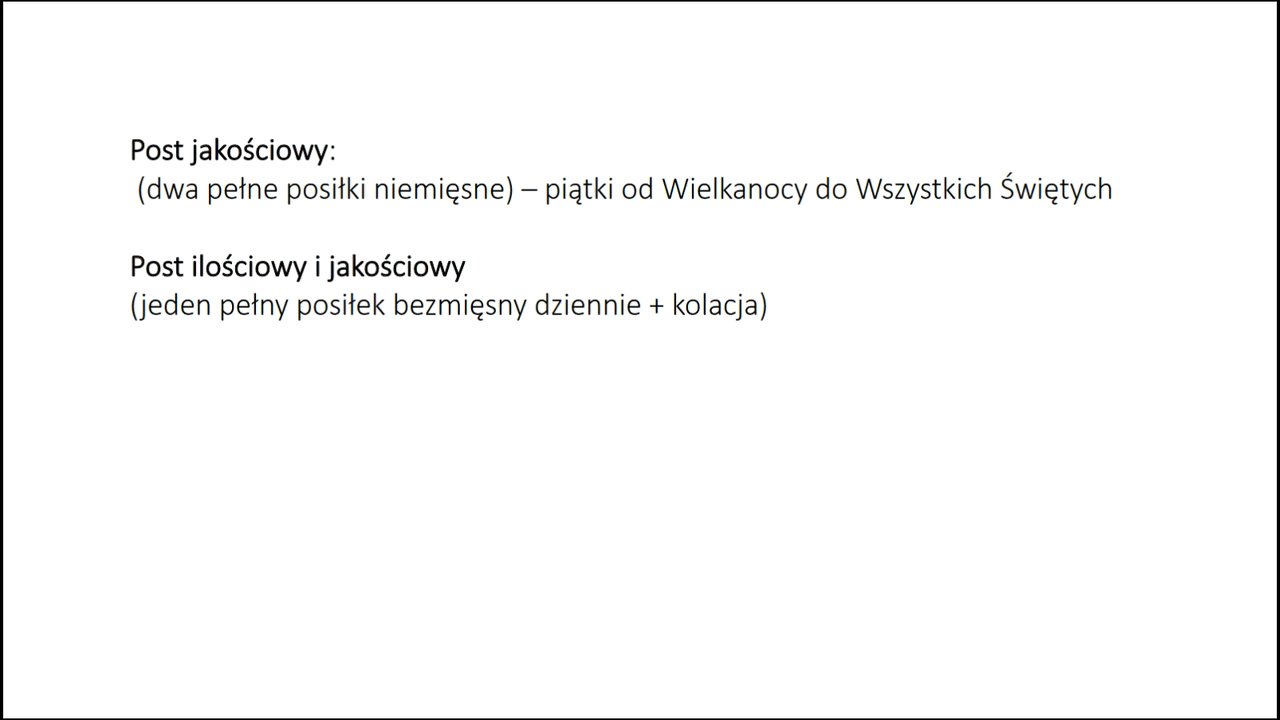 Post jakościowy:
(dwa pełne posiłki niemięsne) – piątki od Wielkanocy do Wszystkich Świętych
Post ilościowy i jakościowy
(jeden pełny posiłek bezmięsny dziennie + kolacja)